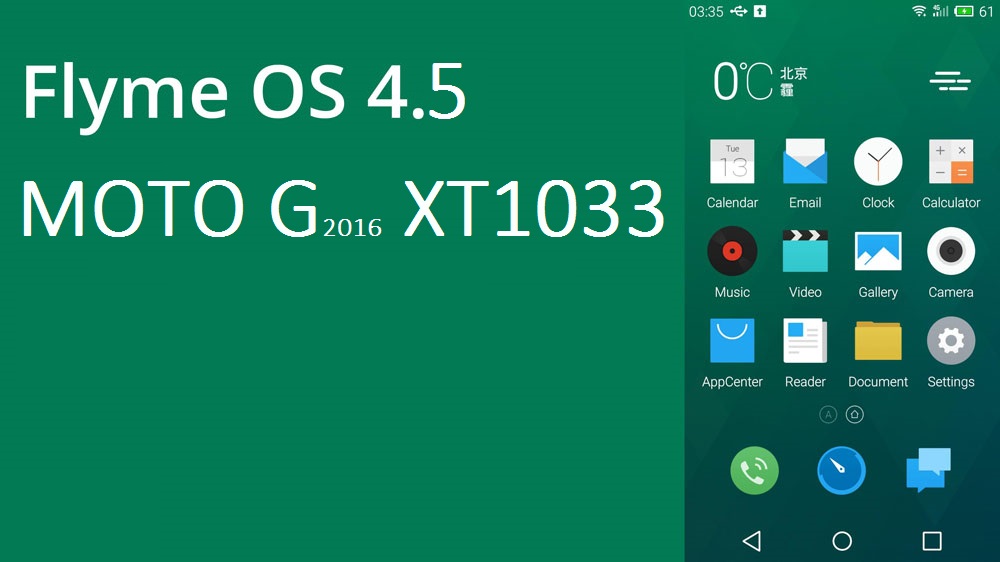 Flyme OS 4.5
MOTO G 2016 XT1033
03:35
4G
61
0°C 北京
霾
Tue
13
Calendar Email Clock Calculator
Music Video Gallery Camera
AppCenter Reader Document Settings
A